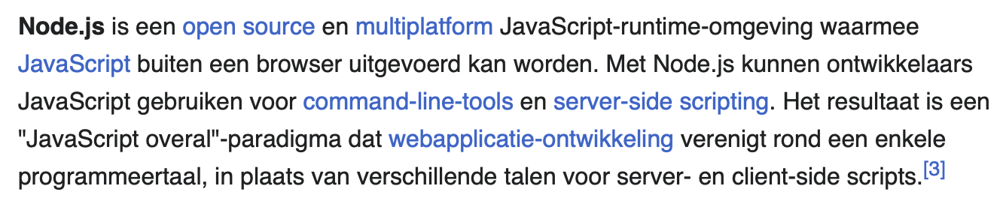 Node.js is een open source en multiplatform JavaScript-runtime-omgeving waarmee
JavaScript buiten een browser uitgevoerd kan worden. Met Node.js kunnen ontwikkelaars
JavaScript gebruiken voor command-line-tools en server-side scripting. Het resultaat is een
"JavaScript overal"-paradigma dat webapplicatie-ontwikkeling verenigt rond een enkele
programmeertaal, in plaats van verschillende talen voor server- en client-side scripts.[3]